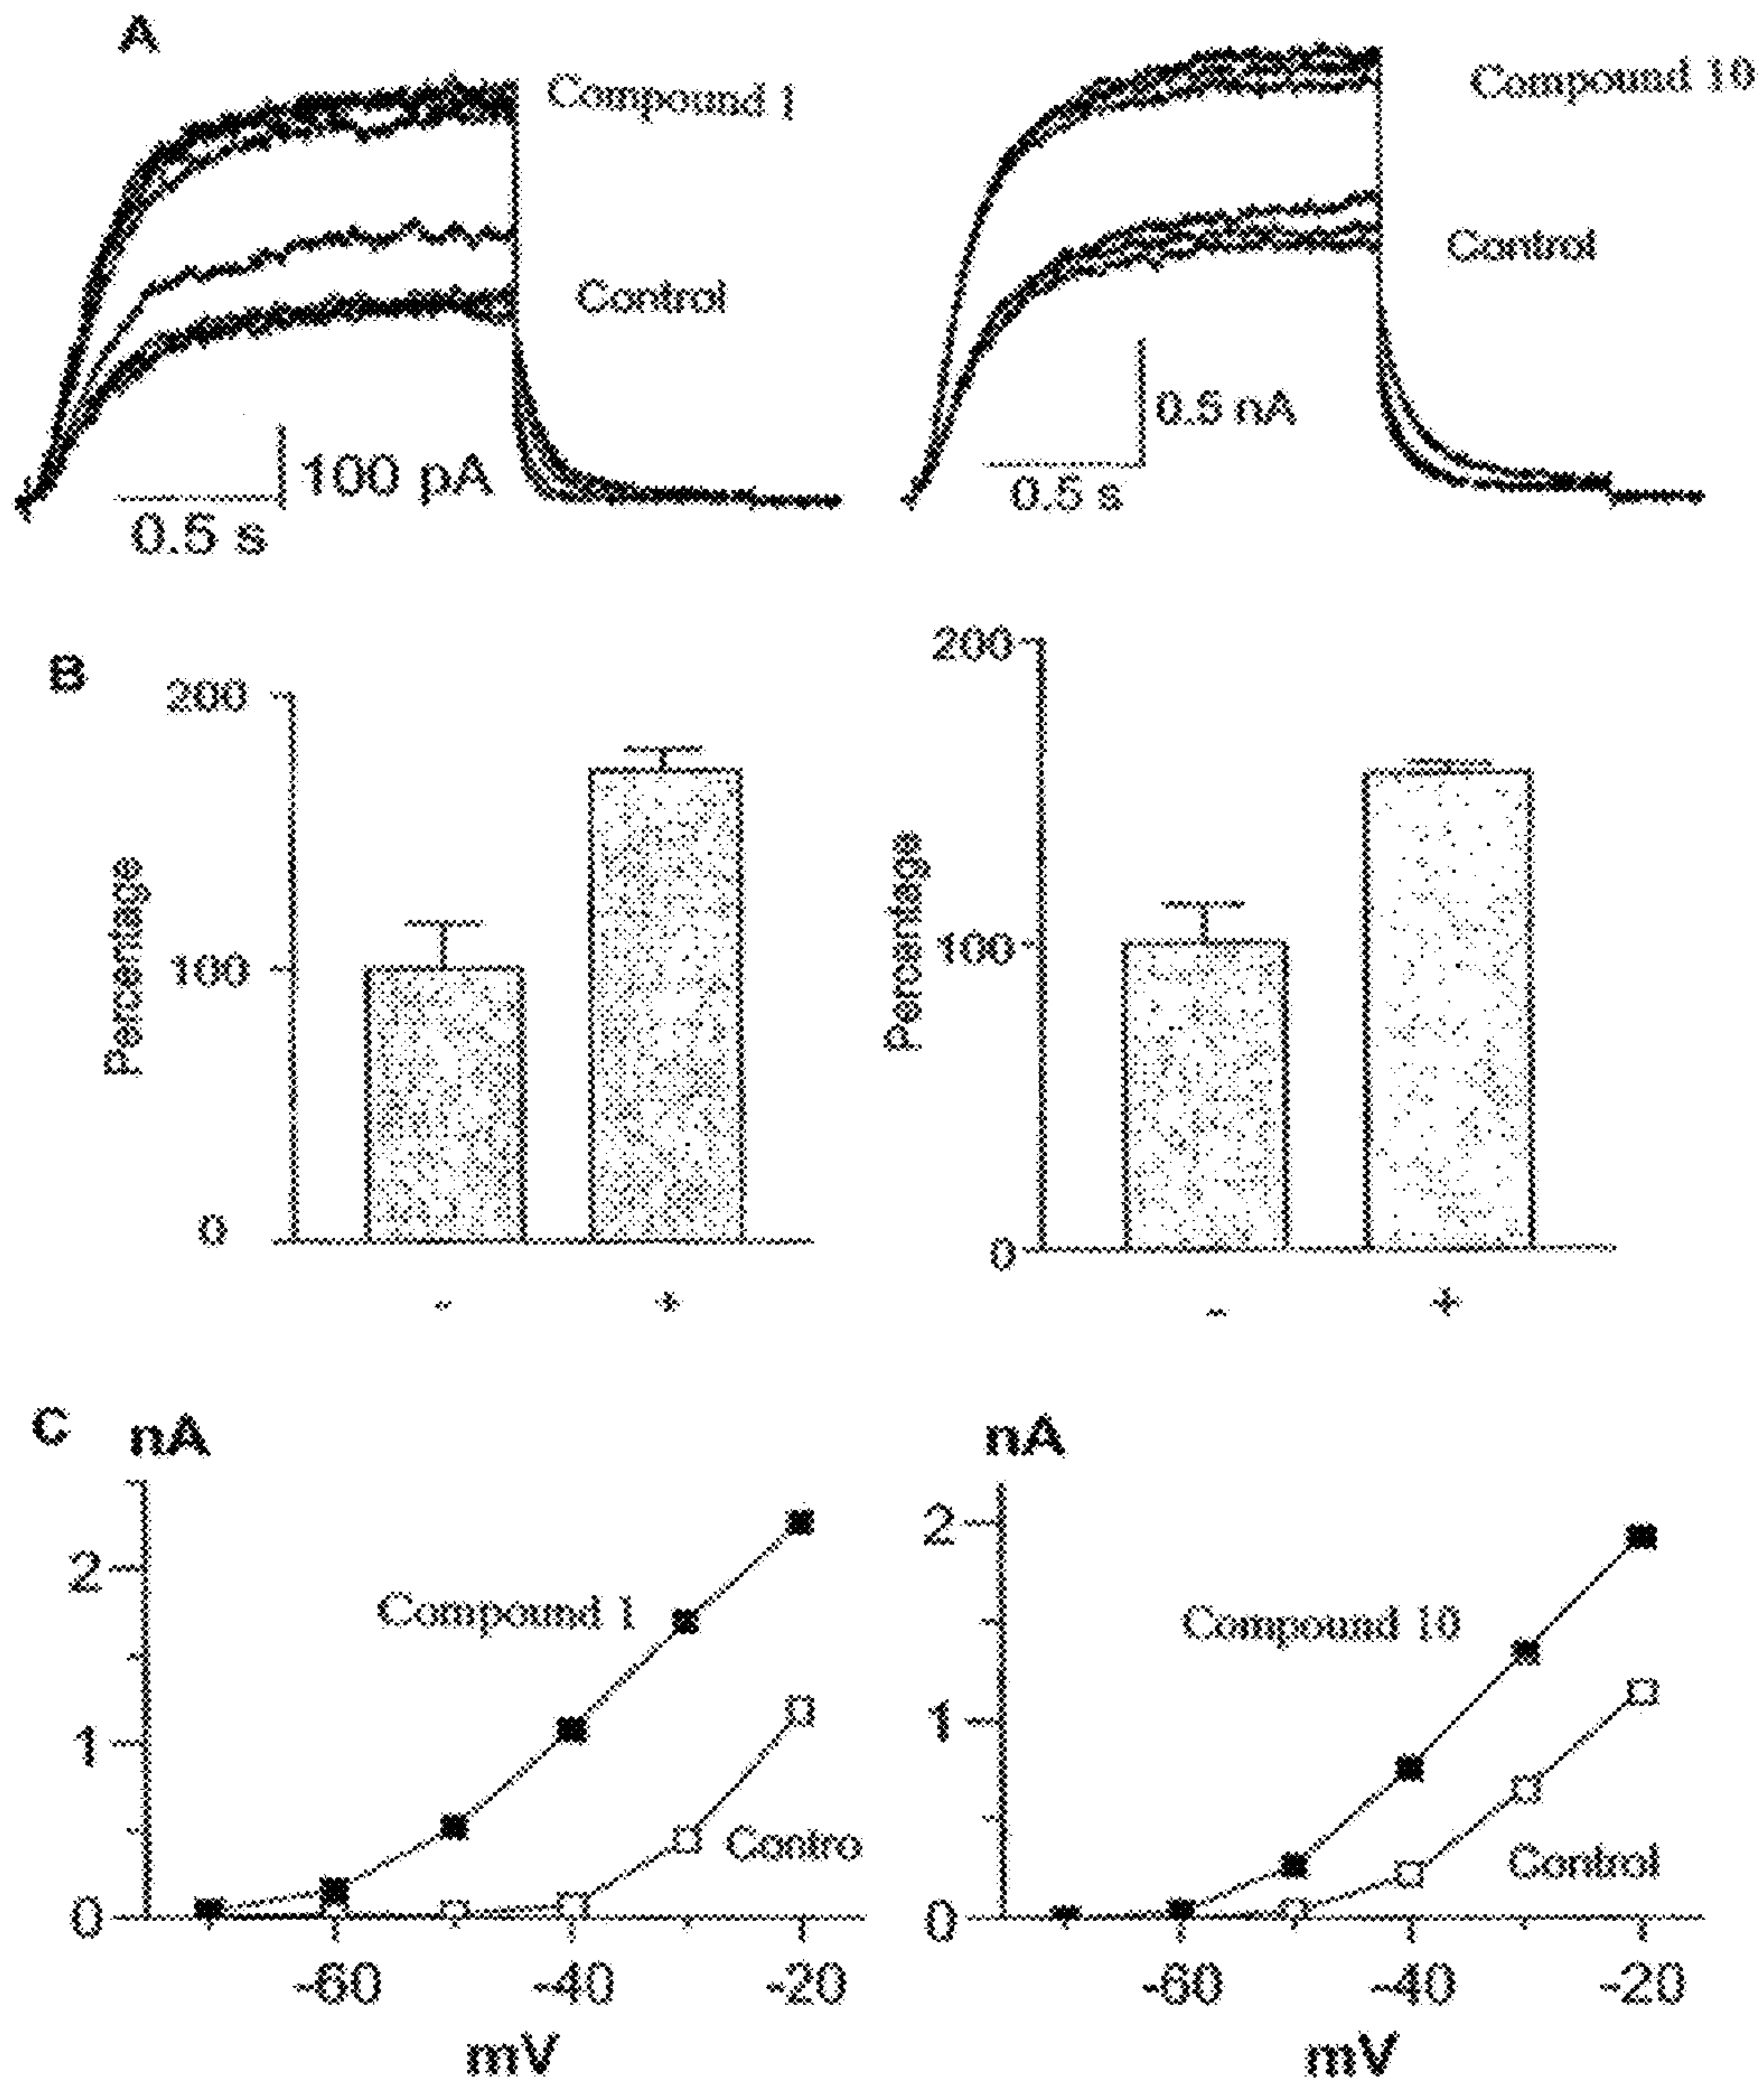 A
Compound 1
Control
100 pA
0.5 s
Compound 10
Control
0.5 nA
0.5 s
B
200
100
0
Percentage
- +
200
100
0
Percentage
- +
C
nA
2
1
0
Compound 1
Contro
-60 -40 -20
mV
nA
2
1
0
Compound 10
Control
-60 -40 -20
mV